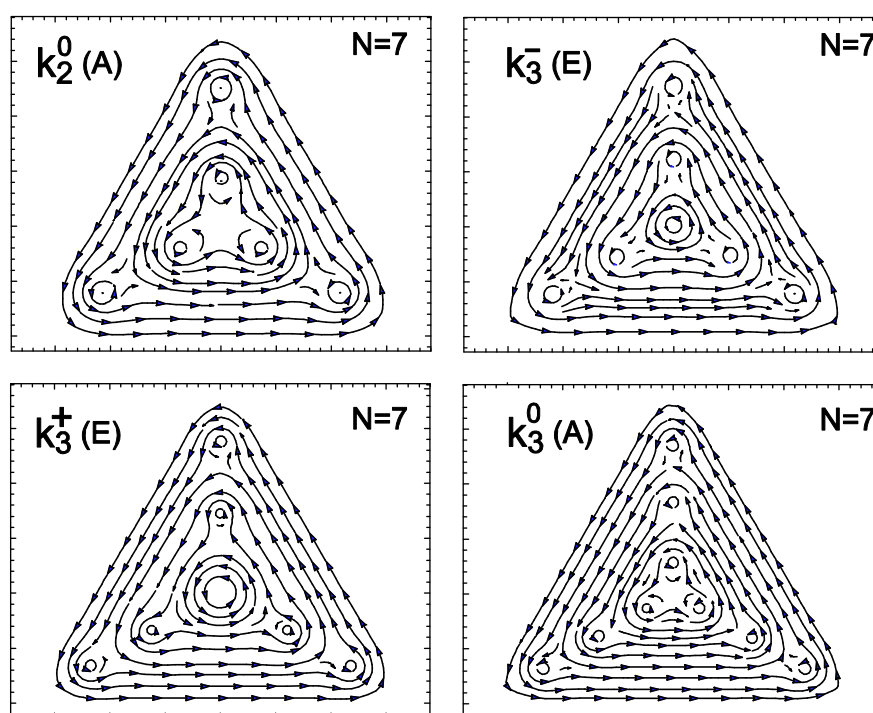 k₂⁰ (A) N=7
k₃⁻ (E) N=7
k₃⁺ (E) N=7
k₃⁰ (A) N=7